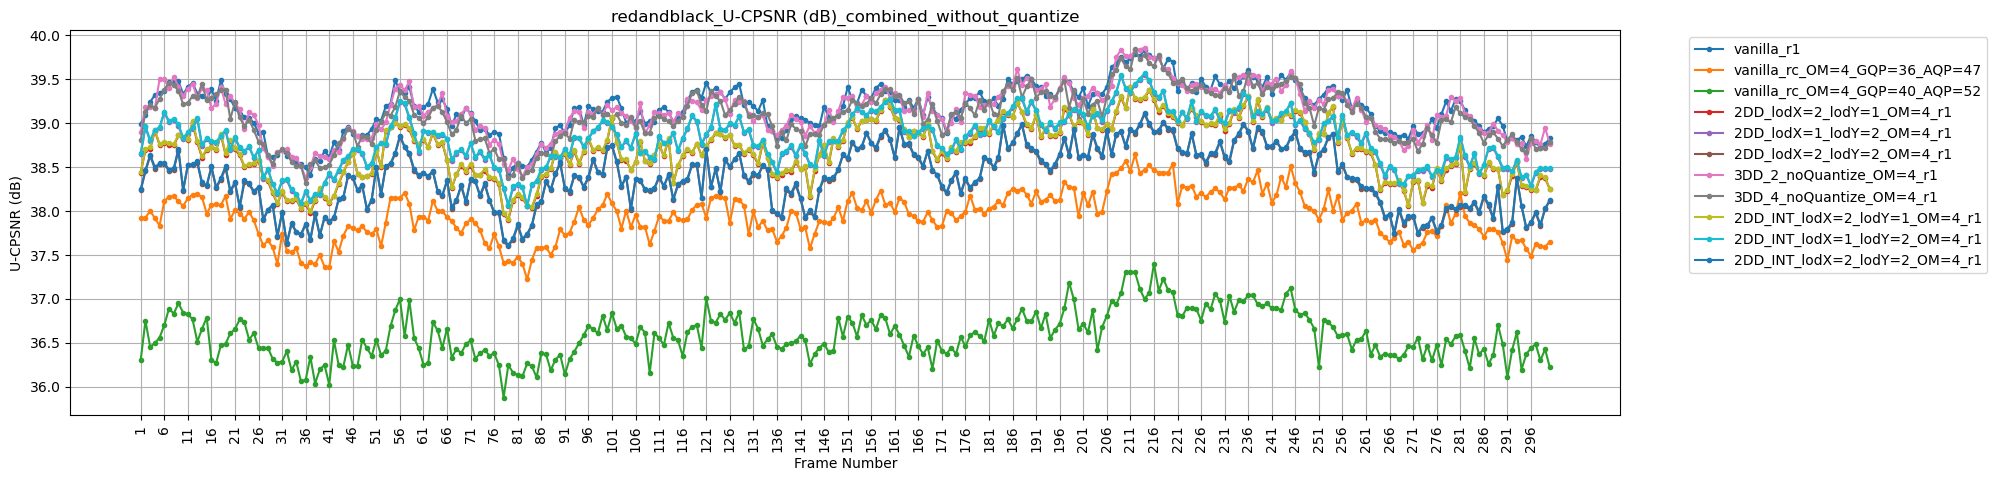 redandblack_U-CPSNR (dB)_combined_without_quantize
U-CPSNR (dB)
40.0
39.5
39.0
38.5
38.0
37.5
37.0
36.5
36.0
1 6 11 16 21 26 31 36 41 46 51 56 61 66 71 76 81 86 91 96 101 106 111 116 121 126 131 136 141 146 151 156 161 166 171 176 181 186 191 196 201 206 211 216 221 226 231 236 241 246 251 256 261 266 271 276 281 286 291 296
Frame Number
vanilla_r1
vanilla_rc_OM=4_GQP=36_AQP=47
vanilla_rc_OM=4_GQP=40_AQP=52
2DD_lodX=2_lodY=1_OM=4_r1
2DD_lodX=1_lodY=2_OM=4_r1
2DD_lodX=2_lodY=2_OM=4_r1
3DD_2_noQuantize_OM=4_r1
3DD_4_noQuantize_OM=4_r1
2DD_INT_lodX=2_lodY=1_OM=4_r1
2DD_INT_lodX=1_lodY=2_OM=4_r1
2DD_INT_lodX=2_lodY=2_OM=4_r1